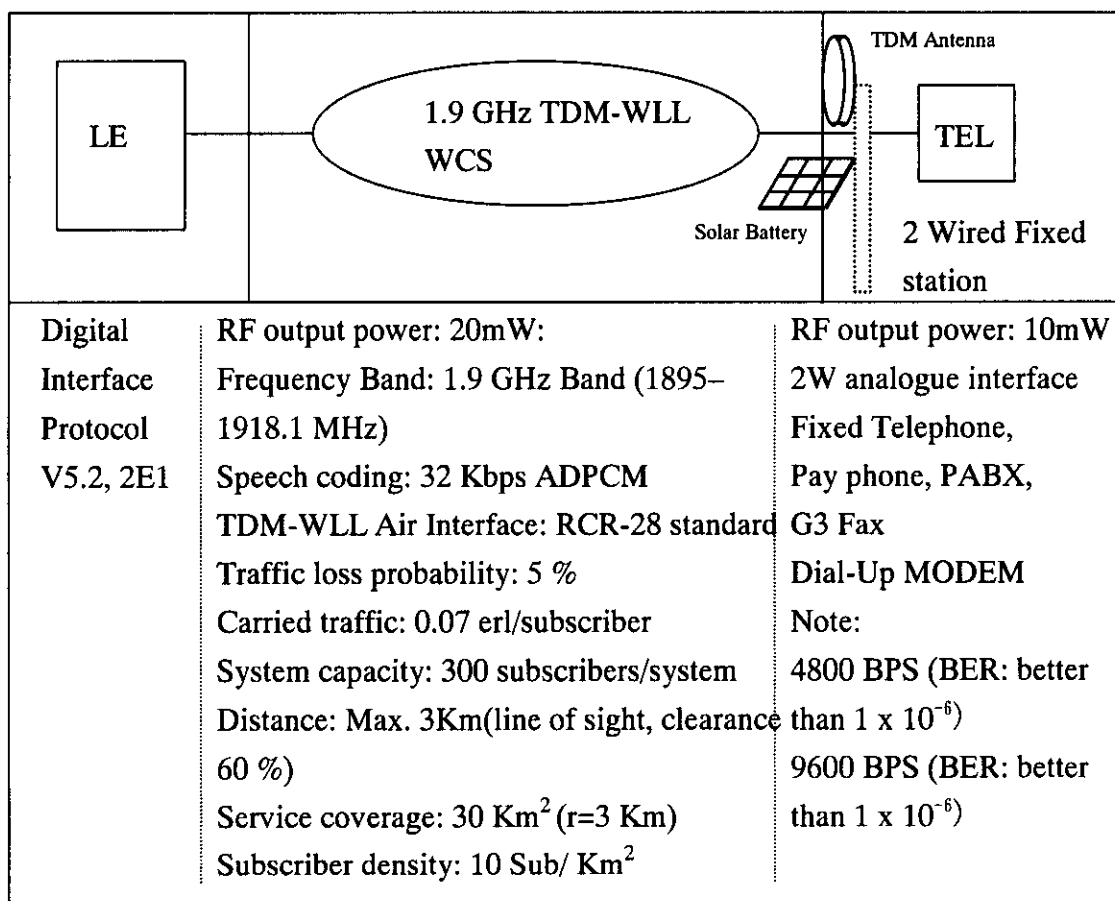 TDM Antenna
LE
1.9 GHz TDM-WLL
WCS
TEL
Solar Battery
2 Wired Fixed
station
Digital
Interface
Protocol
V5.2, 2E1
RF output power: 20mW:
Frequency Band: 1.9 GHz Band (1895–
1918.1 MHz)
Speech coding: 32 Kbps ADPCM
TDM-WLL Air Interface: RCR-28 standard
Traffic loss probability: 5 %
Carried traffic: 0.07 erl/subscriber
System capacity: 300 subscribers/system
Distance: Max. 3Km(line of sight, clearance
60 %)
Service coverage: 30 Km² (r=3 Km)
Subscriber density: 10 Sub/ Km²
RF output power: 10mW
2W analogue interface
Fixed Telephone,
Pay phone, PABX,
G3 Fax
Dial-Up MODEM
Note:
4800 BPS (BER: better
than 1 x 10⁻⁶)
9600 BPS (BER: better
than 1 x 10⁻⁶)